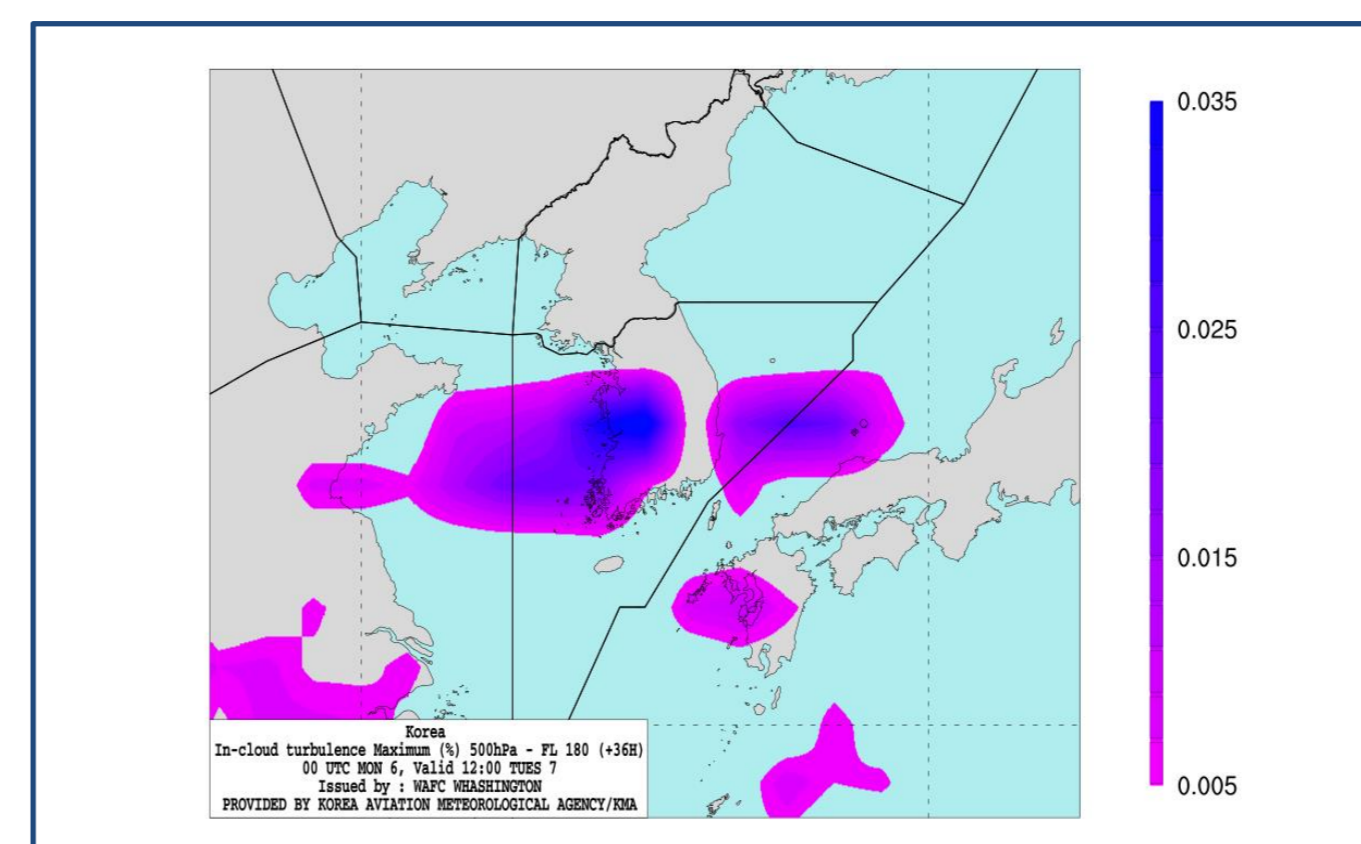 0.035
0.025
0.015
0.005
Korea
In-cloud turbulence Maximum (%) 500hPa - FL 180 (+36H)
00 UTC MON 6, Valid 12:00 TUES 7
Issued by : WAFC WHASHINGTON
PROVIDED BY KOREA AVIATION METEOROLOGICAL AGENCY/KMA